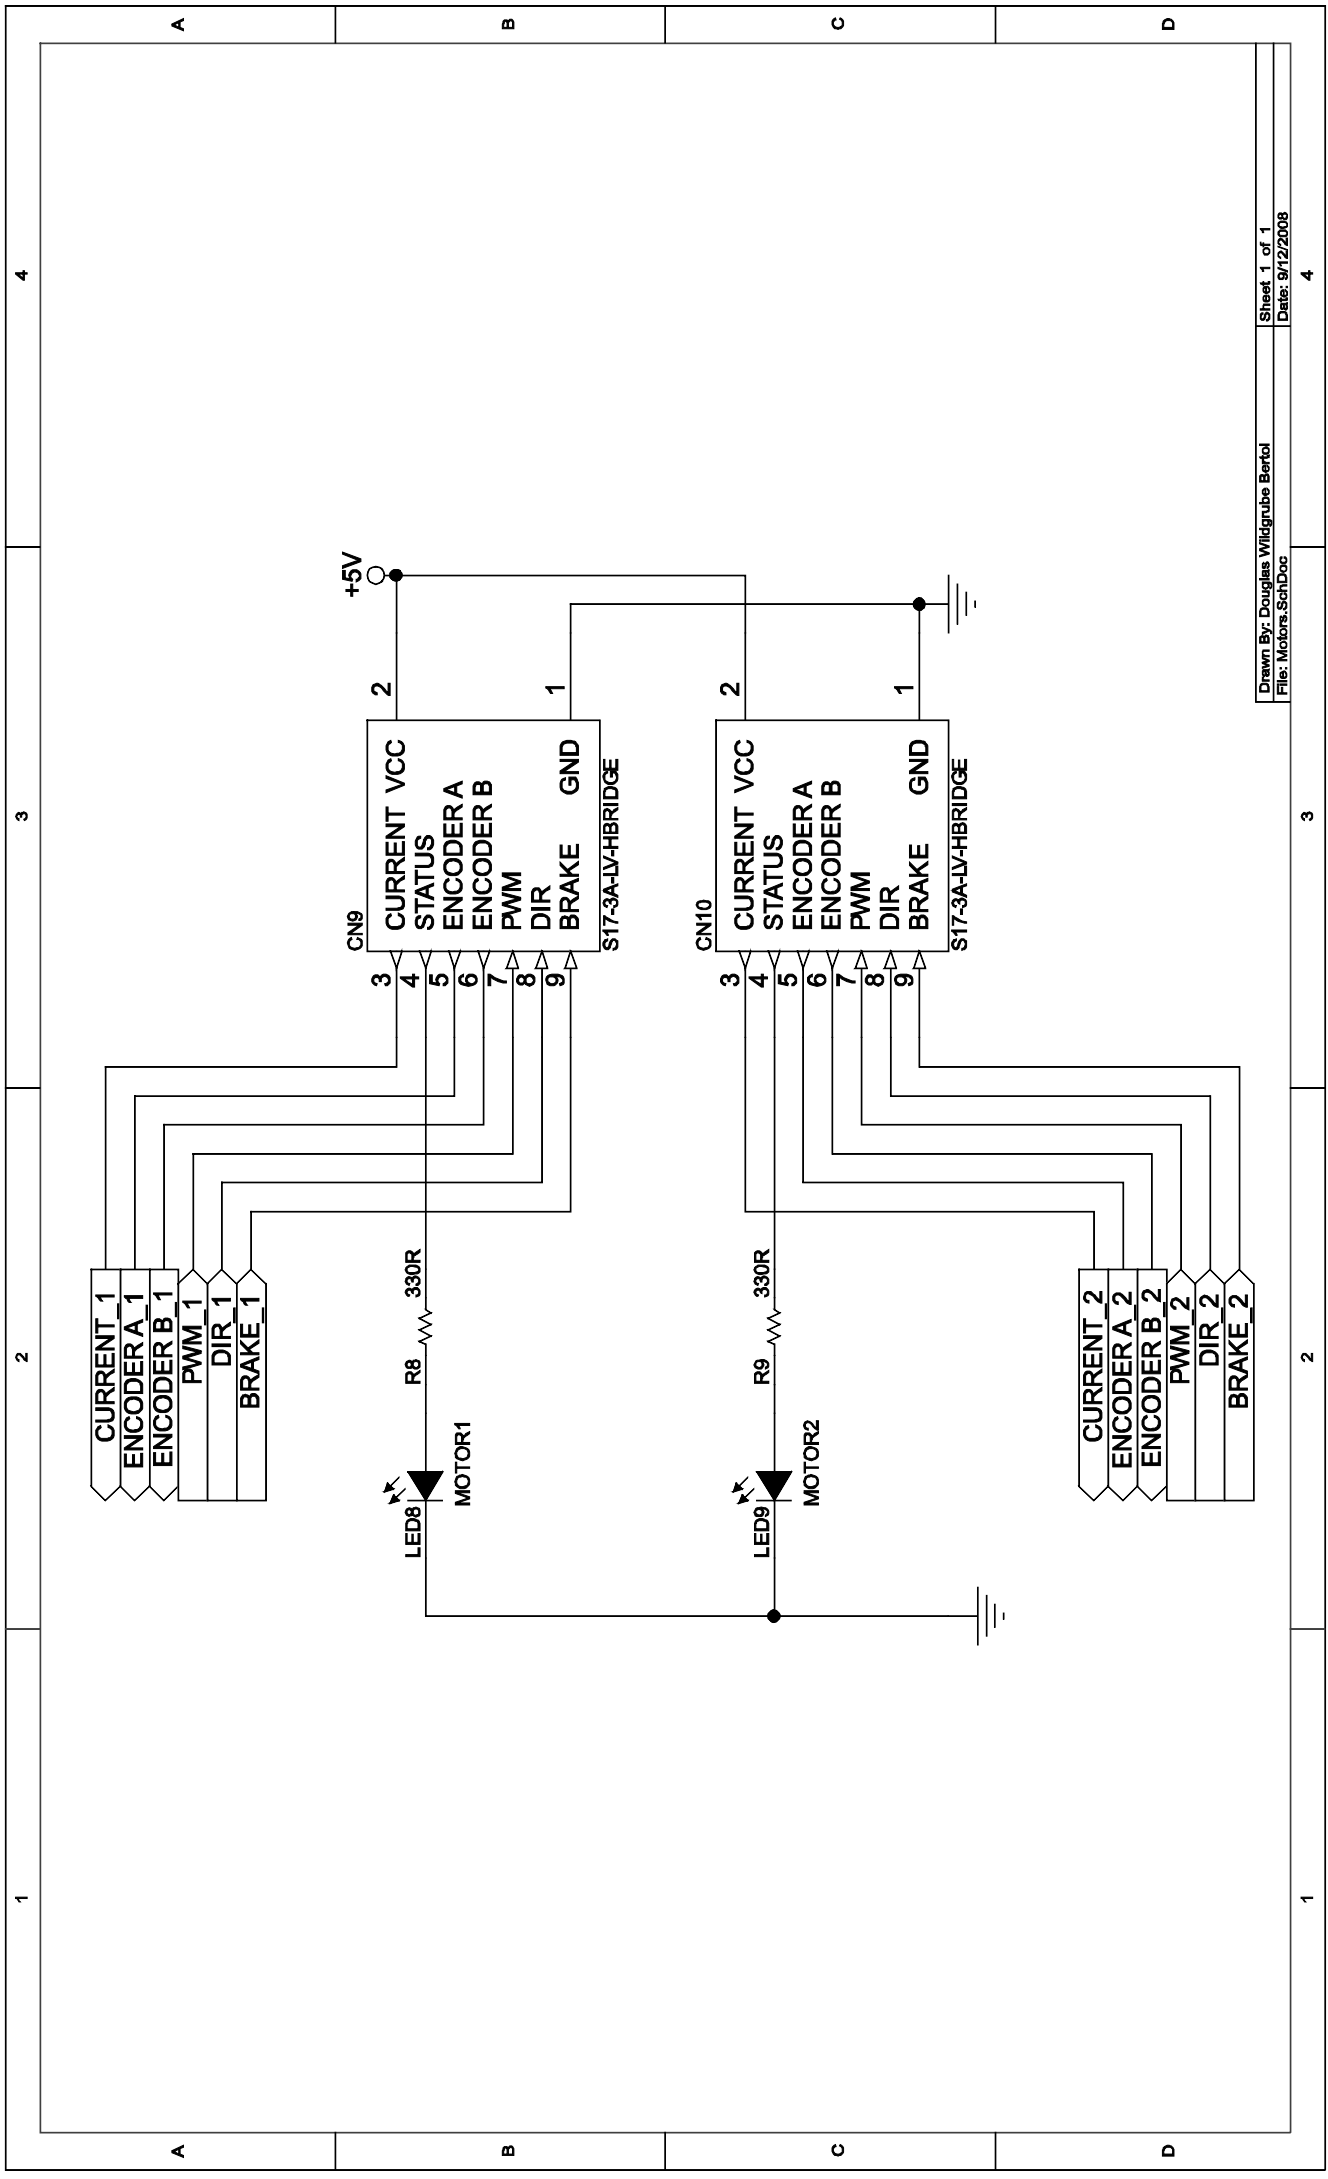 1
2
3
4
A
A
B
B
C
C
D
D
1
2
3
4
CURRENT_1
ENCODER A_1
ENCODER B_1
PWM_1
DIR_1
BRAKE_1
CN9
3
4
5
6
7
8
9
CURRENT VCC
STATUS
ENCODER A
ENCODER B
PWM
DIR
BRAKE GND
2
1
S17-3A-LV-HBRIDGE
+5V
R8 330R
LED8
MOTOR1
CN10
3
4
5
6
7
8
9
CURRENT VCC
STATUS
ENCODER A
ENCODER B
PWM
DIR
BRAKE GND
2
1
S17-3A-LV-HBRIDGE
R9 330R
LED9
MOTOR2
CURRENT_2
ENCODER A_2
ENCODER B_2
PWM_2
DIR_2
BRAKE_2
Drawn By: Douglas Wildgrube Bertol
Sheet 1 of 1
File: Motors.SchDoc
Date: 9/12/2008